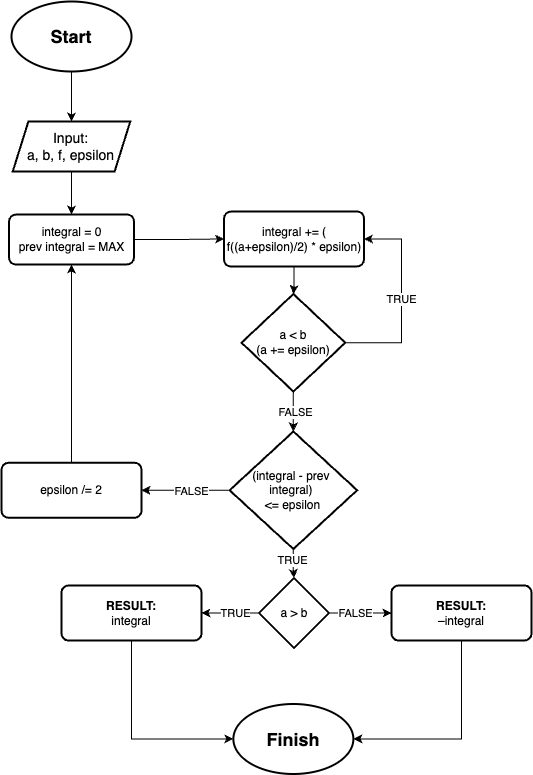 Start
Input:
a, b, f, epsilon
integral = 0
prev integral = MAX
integral += (
f((a+epsilon)/2) * epsilon)
TRUE
a < b
(a += epsilon)
FALSE
(integral - prev
integral)
<= epsilon
FALSE
epsilon /= 2
TRUE
a > b
TRUE
RESULT:
integral
FALSE
RESULT:
–integral
Finish